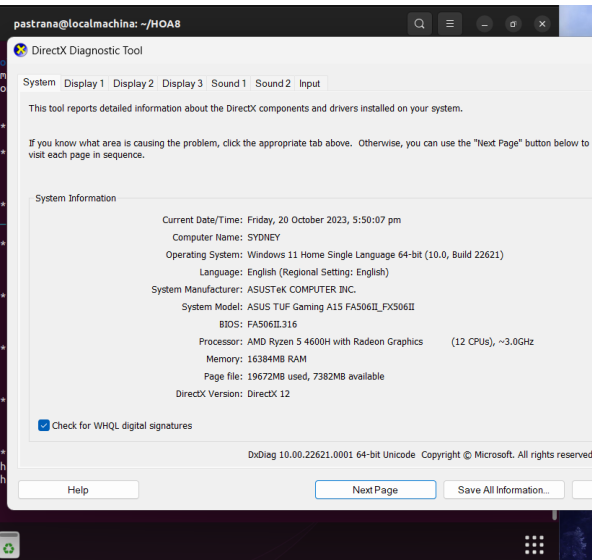 pastrana@localmachina: ~/HOA8
DirectX Diagnostic Tool
System Display 1 Display 2 Display 3 Sound 1 Sound 2 Input
This tool reports detailed information about the DirectX components and drivers installed on your system.
If you know what area is causing the problem, click the appropriate tab above. Otherwise, you can use the "Next Page" button below to
visit each page in sequence.
System Information
Current Date/Time: Friday, 20 October 2023, 5:50:07 pm
Computer Name: SYDNEY
Operating System: Windows 11 Home Single Language 64-bit (10.0, Build 22621)
Language: English (Regional Setting: English)
System Manufacturer: ASUSTeK COMPUTER INC.
System Model: ASUS TUF Gaming A15 FA506II_FX506II
BIOS: FA506II.316
Processor: AMD Ryzen 5 4600H with Radeon Graphics (12 CPUs), ~3.0GHz
Memory: 16384MB RAM
Page file: 19672MB used, 7382MB available
DirectX Version: DirectX 12
Check for WHQL digital signatures
DxDiag 10.00.22621.0001 64-bit Unicode Copyright © Microsoft. All rights reserved
Help Next Page Save All Information...